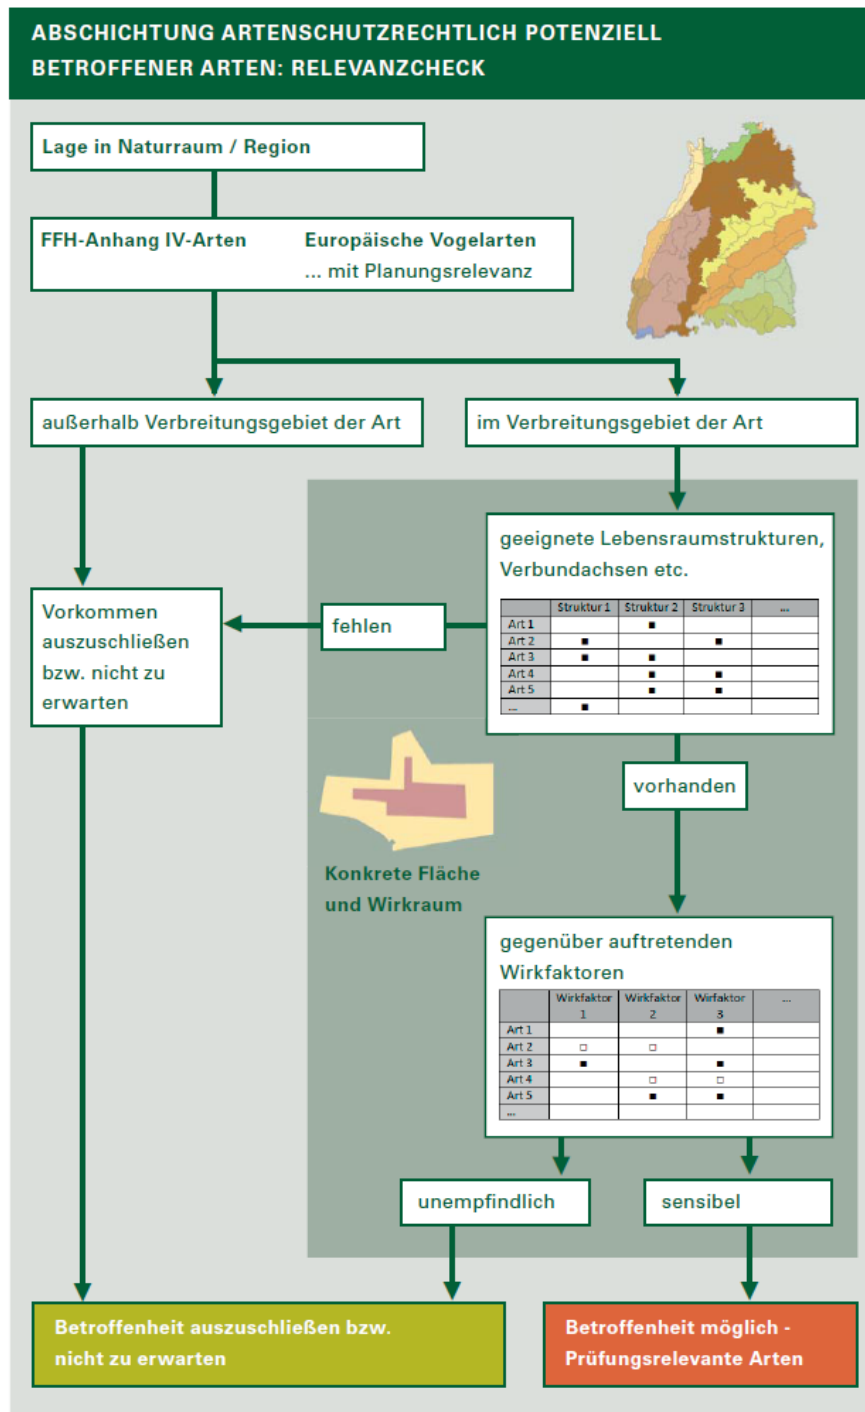 ABSCHICHTUNG ARTENSCHUTZRECHTLICH POTENZIELL
BETROFFENER ARTEN: RELEVANZCHECK
Lage in Naturraum / Region
FFH-Anhang IV-Arten Europäische Vogelarten
... mit Planungsrelevanz
außerhalb Verbreitungsgebiet der Art
im Verbreitungsgebiet der Art
geeignete Lebensraumstrukturen,
Verbundachsen etc.
Struktur 1 Struktur 2 Struktur 3 ...
Art 1 ■
Art 2 ■ ■
Art 3 ■ ■
Art 4 ■ ■
Art 5 ■ ■
... ■
fehlen
Vorkommen
auszuschließen
bzw. nicht zu
erwarten
vorhanden
Konkrete Fläche
und Wirkraum
gegenüber auftretenden
Wirkfaktoren
Wirkfaktor Wirkfaktor Wirfaktor ...
1 2 3
Art 1 ■
Art 2 □ □
Art 3 ■ ■
Art 4 □ □
Art 5 ■ ■
...
unempfindlich
sensibel
Betroffenheit auszuschließen bzw.
nicht zu erwarten
Betroffenheit möglich -
Prüfungsrelevante Arten